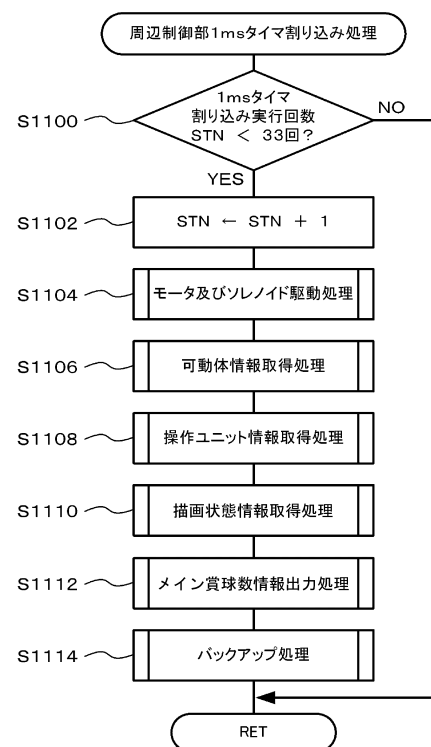 周辺制御部1msタイマ割り込み処理
1msタイマ
割り込み実行回数
STN < 33回?
S1100
NO
YES
S1102
STN ← STN + 1
S1104
モータ及びソレノイド駆動処理
S1106
可動体情報取得処理
S1108
操作ユニット情報取得処理
S1110
描画状態情報取得処理
S1112
メイン賞球数情報出力処理
S1114
バックアップ処理
RET